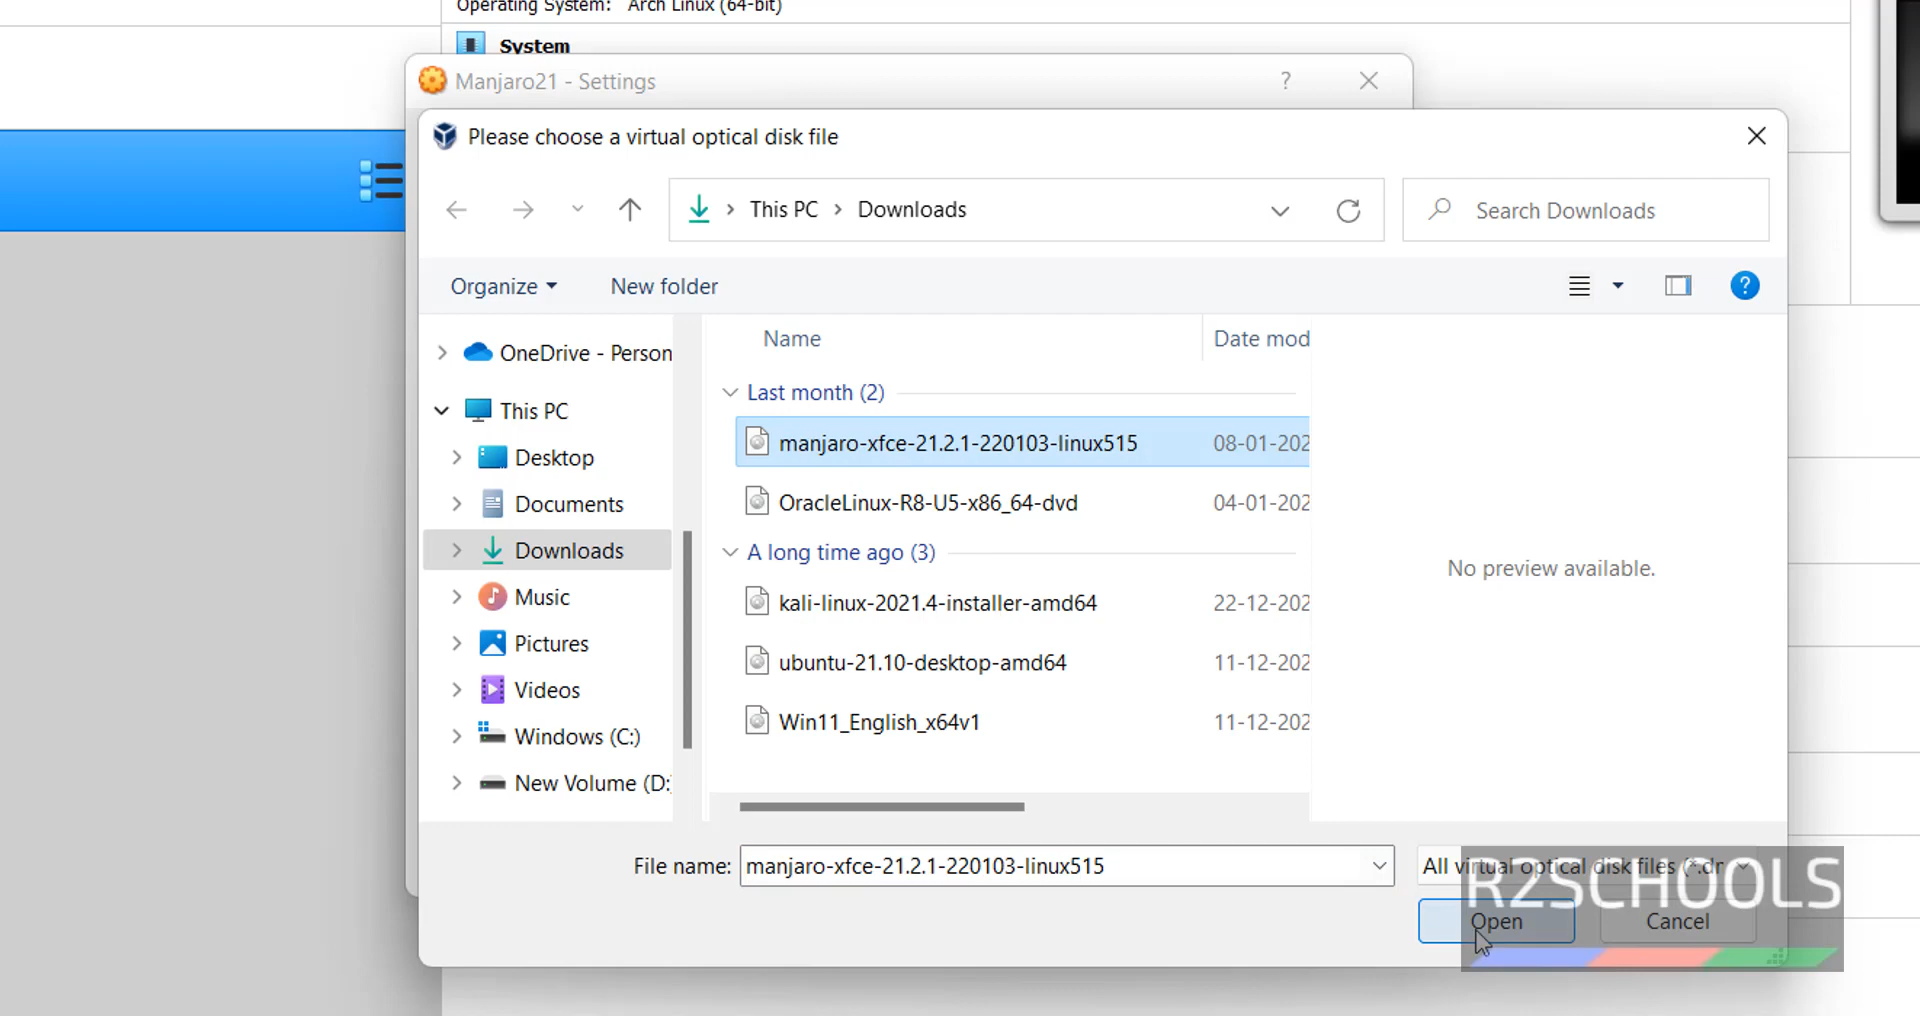 Operating System: Arch Linux (64-bit)
System
Manjaro21 - Settings
?
Please choose a virtual optical disk file
This PC
Downloads
Search Downloads
Organize
New folder
?
OneDrive - Person
This PC
Desktop
Documents
Downloads
Music
Pictures
Videos
Windows (C:)
New Volume (D:
Name
Date mod
Last month (2)
manjaro-xfce-21.2.1-220103-linux515 08-01-202
OracleLinux-R8-U5-x86_64-dvd 04-01-202
A long time ago (3)
kali-linux-2021.4-installer-amd64 22-12-202
ubuntu-21.10-desktop-amd64 11-12-202
Win11_English_x64v1 11-12-202
No preview available.
File name: manjaro-xfce-21.2.1-220103-linux515
All virtual optical disk files (*.dr
R2SCHOOLS
Open
Cancel